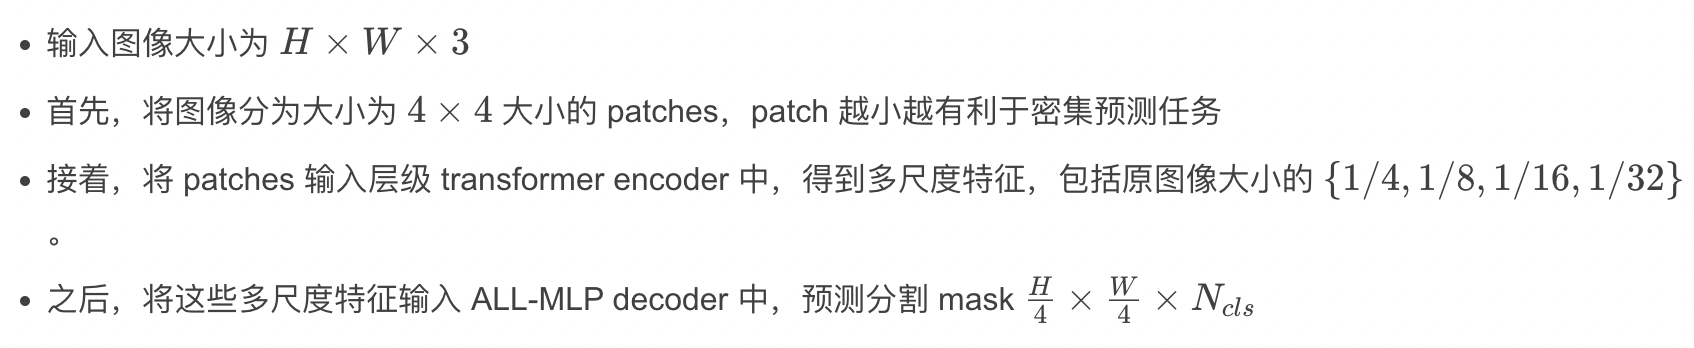 • 输入图像大小为 H × W × 3
• 首先，将图像分为大小为 4 × 4 大小的 patches，patch 越小越有利于密集预测任务
• 接着，将 patches 输入层级 transformer encoder 中，得到多尺度特征，包括原图像大小的 {1/4, 1/8, 1/16, 1/32}
。
• 之后，将这些多尺度特征输入 ALL-MLP decoder 中，预测分割 mask $\frac{H}{4} \times \frac{W}{4} \times N_{cls}$